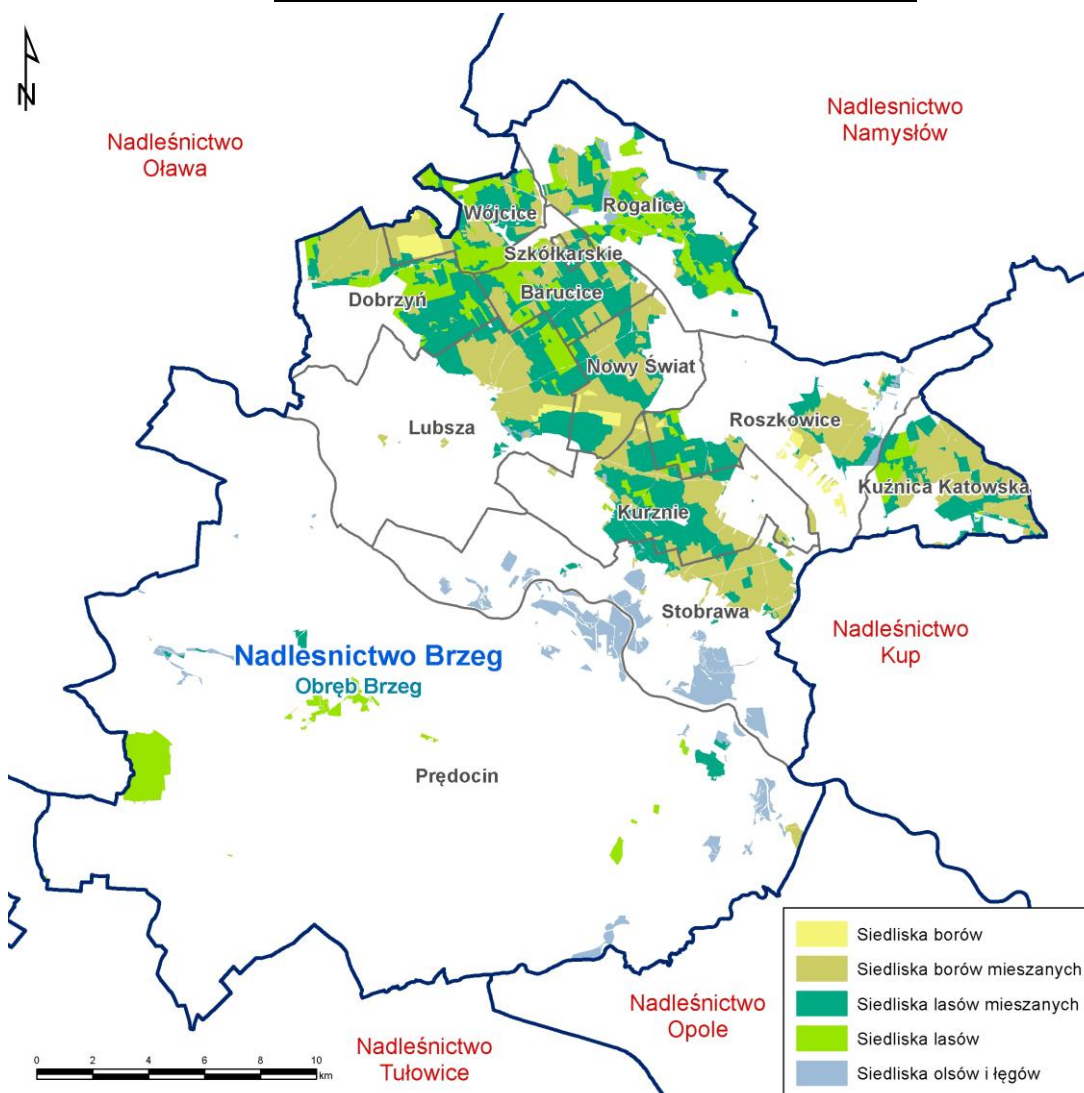 N
Nadleśnictwo
Oława
Nadlesnictwo
Namysłów
Wójcice
Rogalice
Szkółkarskie
Dobrzyń
Barucice
Nowy Świat
Lubsza
Roszkowice
Kuźnica Katowska
Kurznie
Stobrawa
Nadleśnictwo
Kup
Nadlesnictwo Brzeg
Obręb Brzeg
Prędocin
Siedliska borów
Siedliska borów mieszanych
Siedliska lasów mieszanych
Siedliska lasów
Siedliska olsów i łęgów
Nadleśnictwo
Opole
Nadleśnictwo
Tułowice
0 2 4 6 8 10
km